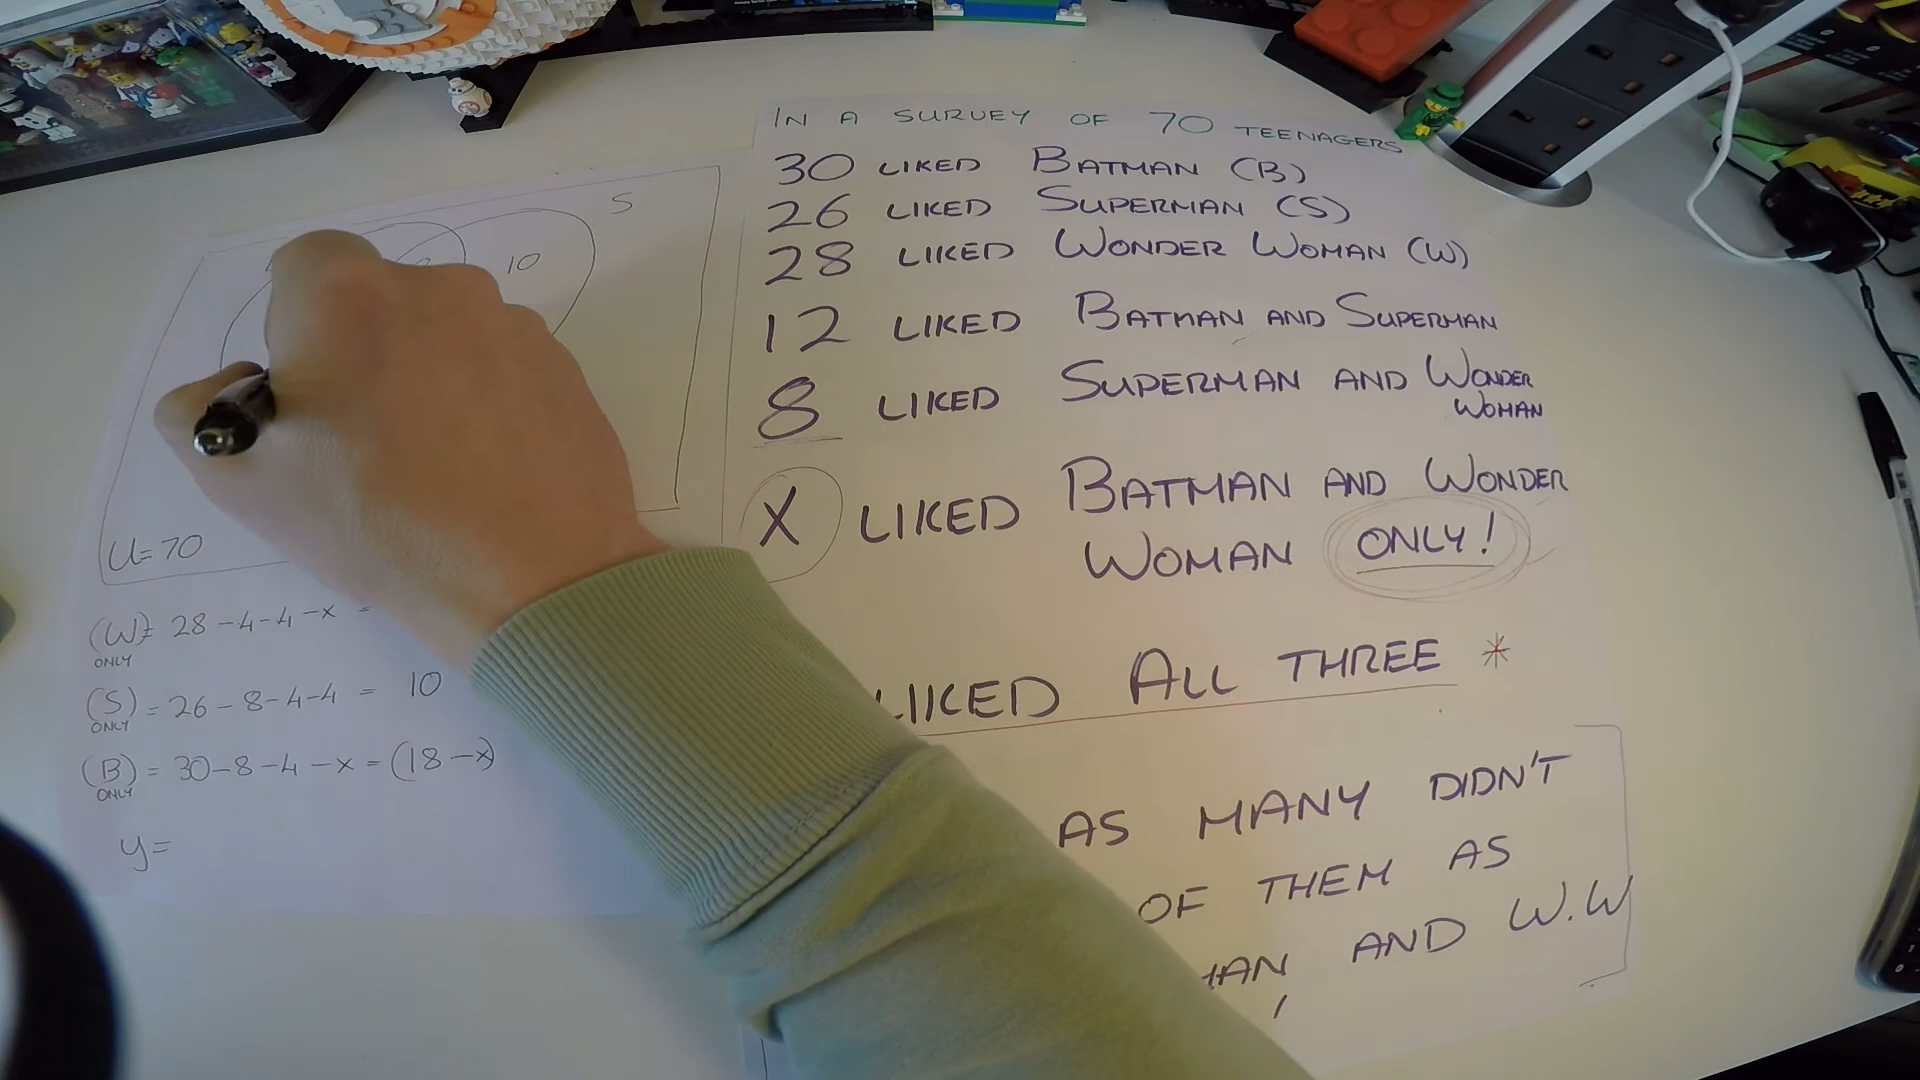 IN A SURVEY OF 70 TEENAGERS
30 LIKED BATMAN (B)
26 LIKED SUPERMAN (S)
28 LIKED WONDER WOMAN (W)
12 LIKED BATMAN AND SUPERMAN
8 LIKED SUPERMAN AND WONDER
WOMAN
X LIKED BATMAN AND WONDER
WOMAN ONLY!
LIKED ALL THREE *
AS MANY DIDN'T
OF THEM AS
AND W.W
S
10
U=70
(W) = 28-4-4-x =
ONLY
(S) = 26-8-4-4 = 10
ONLY
(B) = 30-8-4-x = (18-x)
ONLY
y=